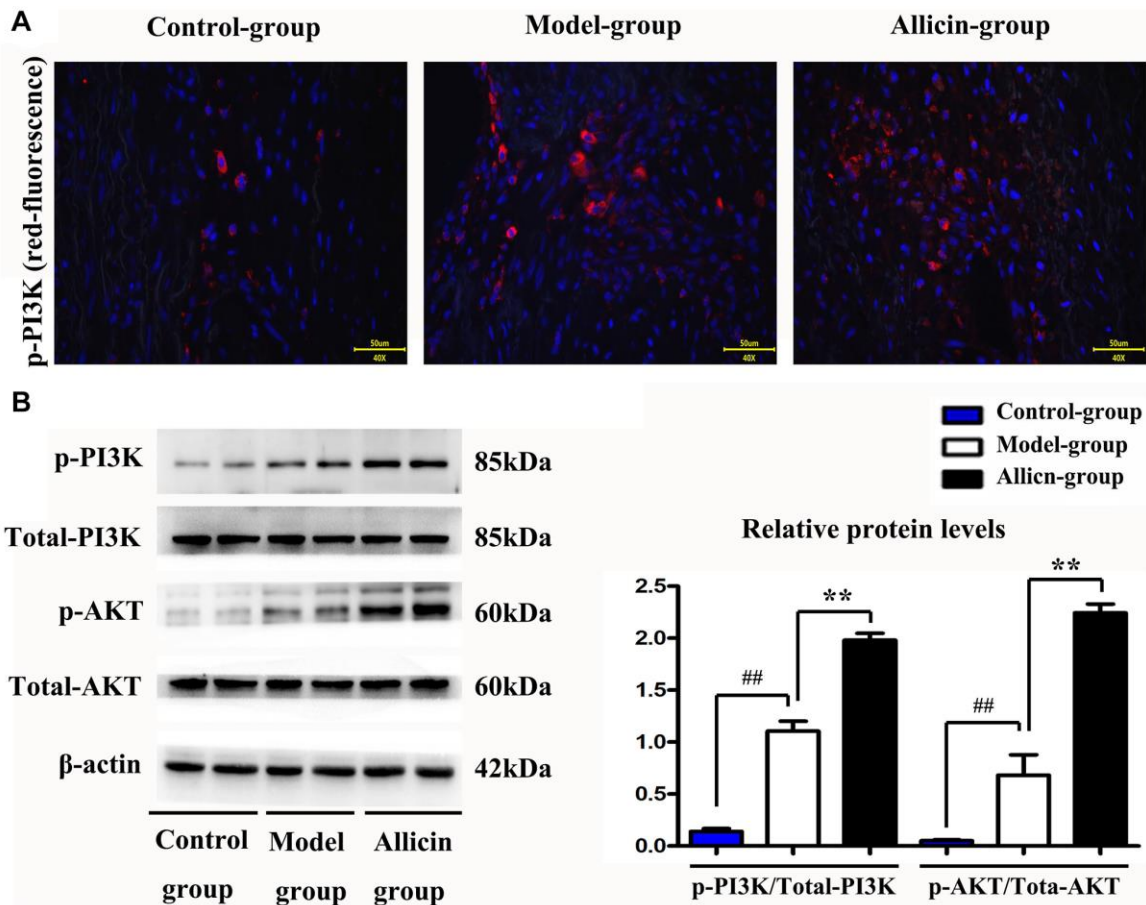 A
Control-group
Model-group
Allicin-group
p-PI3K (red-fluorescence)
50um
40X
50um
40X
50um
40X
B
p-PI3K
85kDa
Total-PI3K
85kDa
p-AKT
60kDa
Total-AKT
60kDa
β-actin
42kDa
Control
group
Model
group
Allicin
group
Control-group
Model-group
Allicn-group
Relative protein levels
2.5
2.0
1.5
1.0
0.5
0.0
##
**
##
**
p-PI3K/Total-PI3K
p-AKT/Tota-AKT